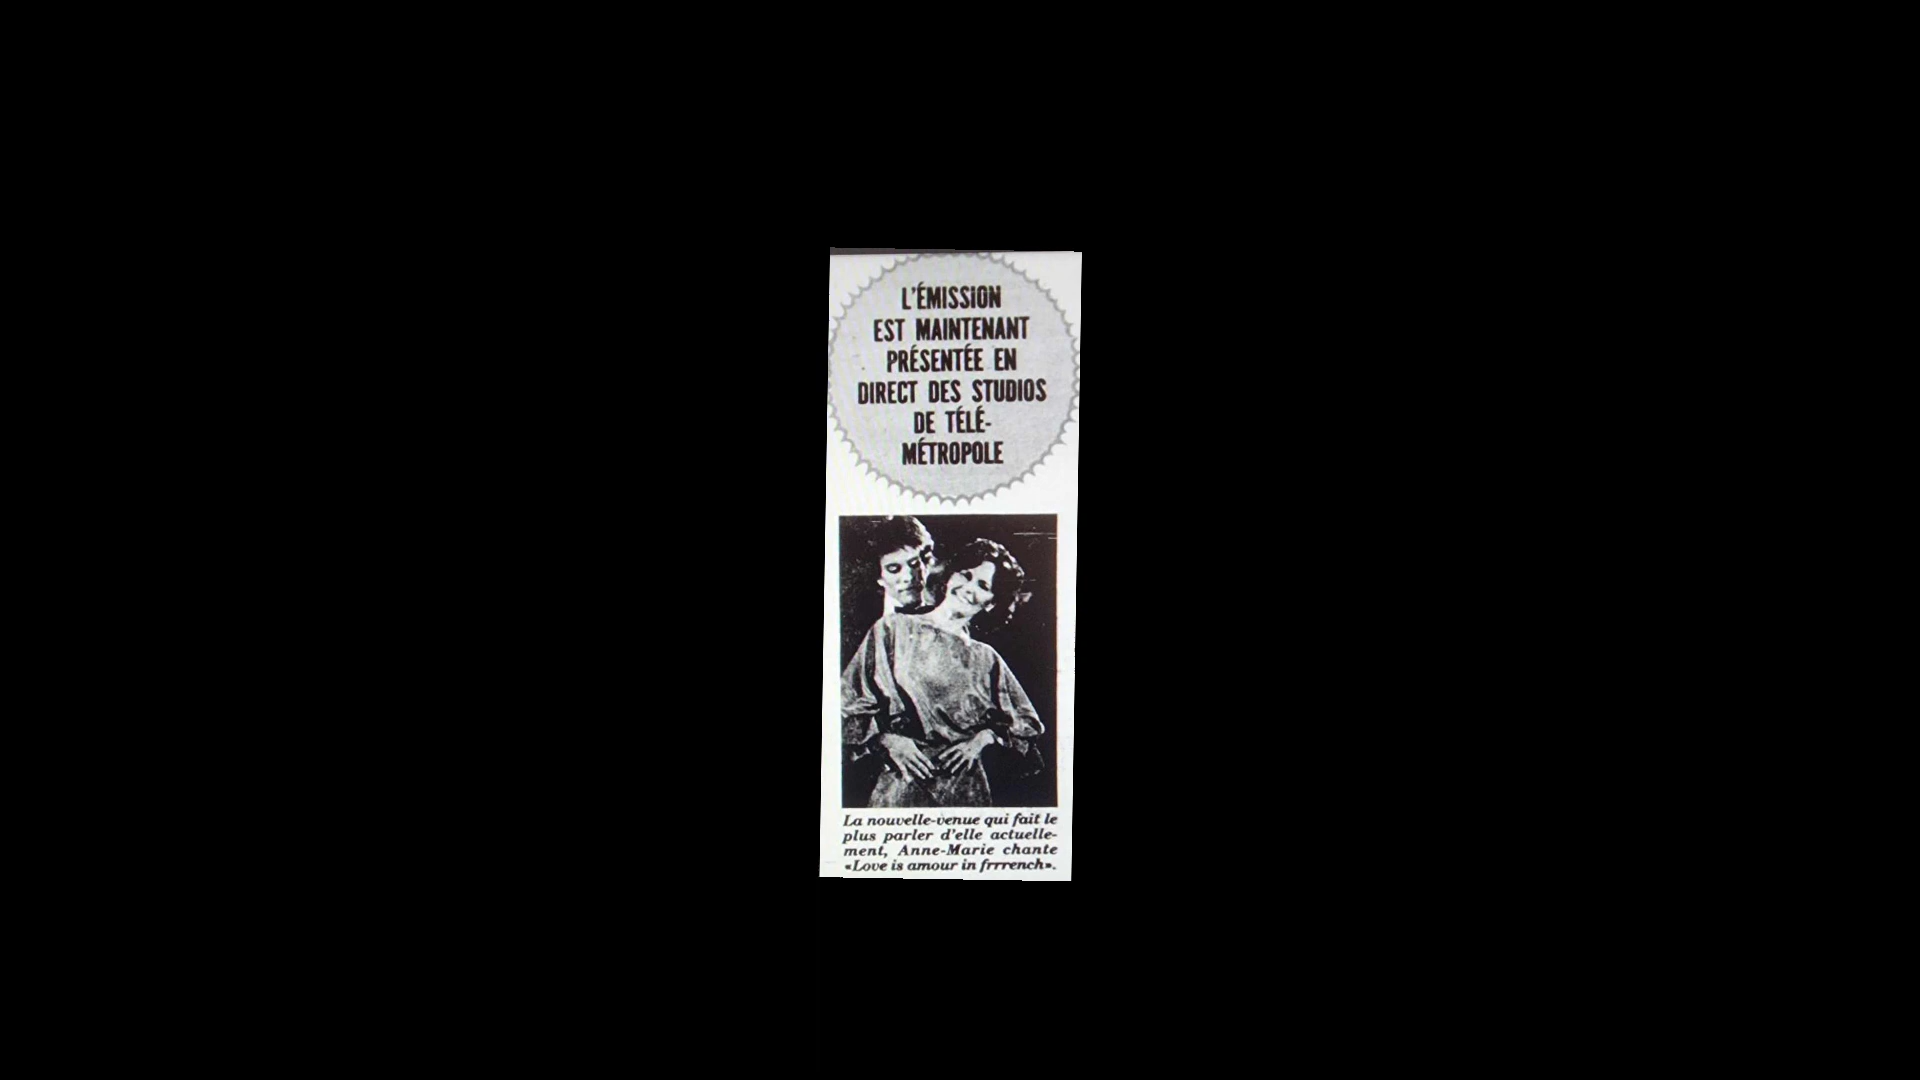 L'ÉMISSION
EST MAINTENANT
PRÉSENTÉE EN
DIRECT DES STUDIOS
DE TÉLÉ-
MÉTROPOLE
La nouvelle-venue qui fait le
plus parler d'elle actuelle-
ment, Anne-Marie chante
«Love is amour in frrrench».